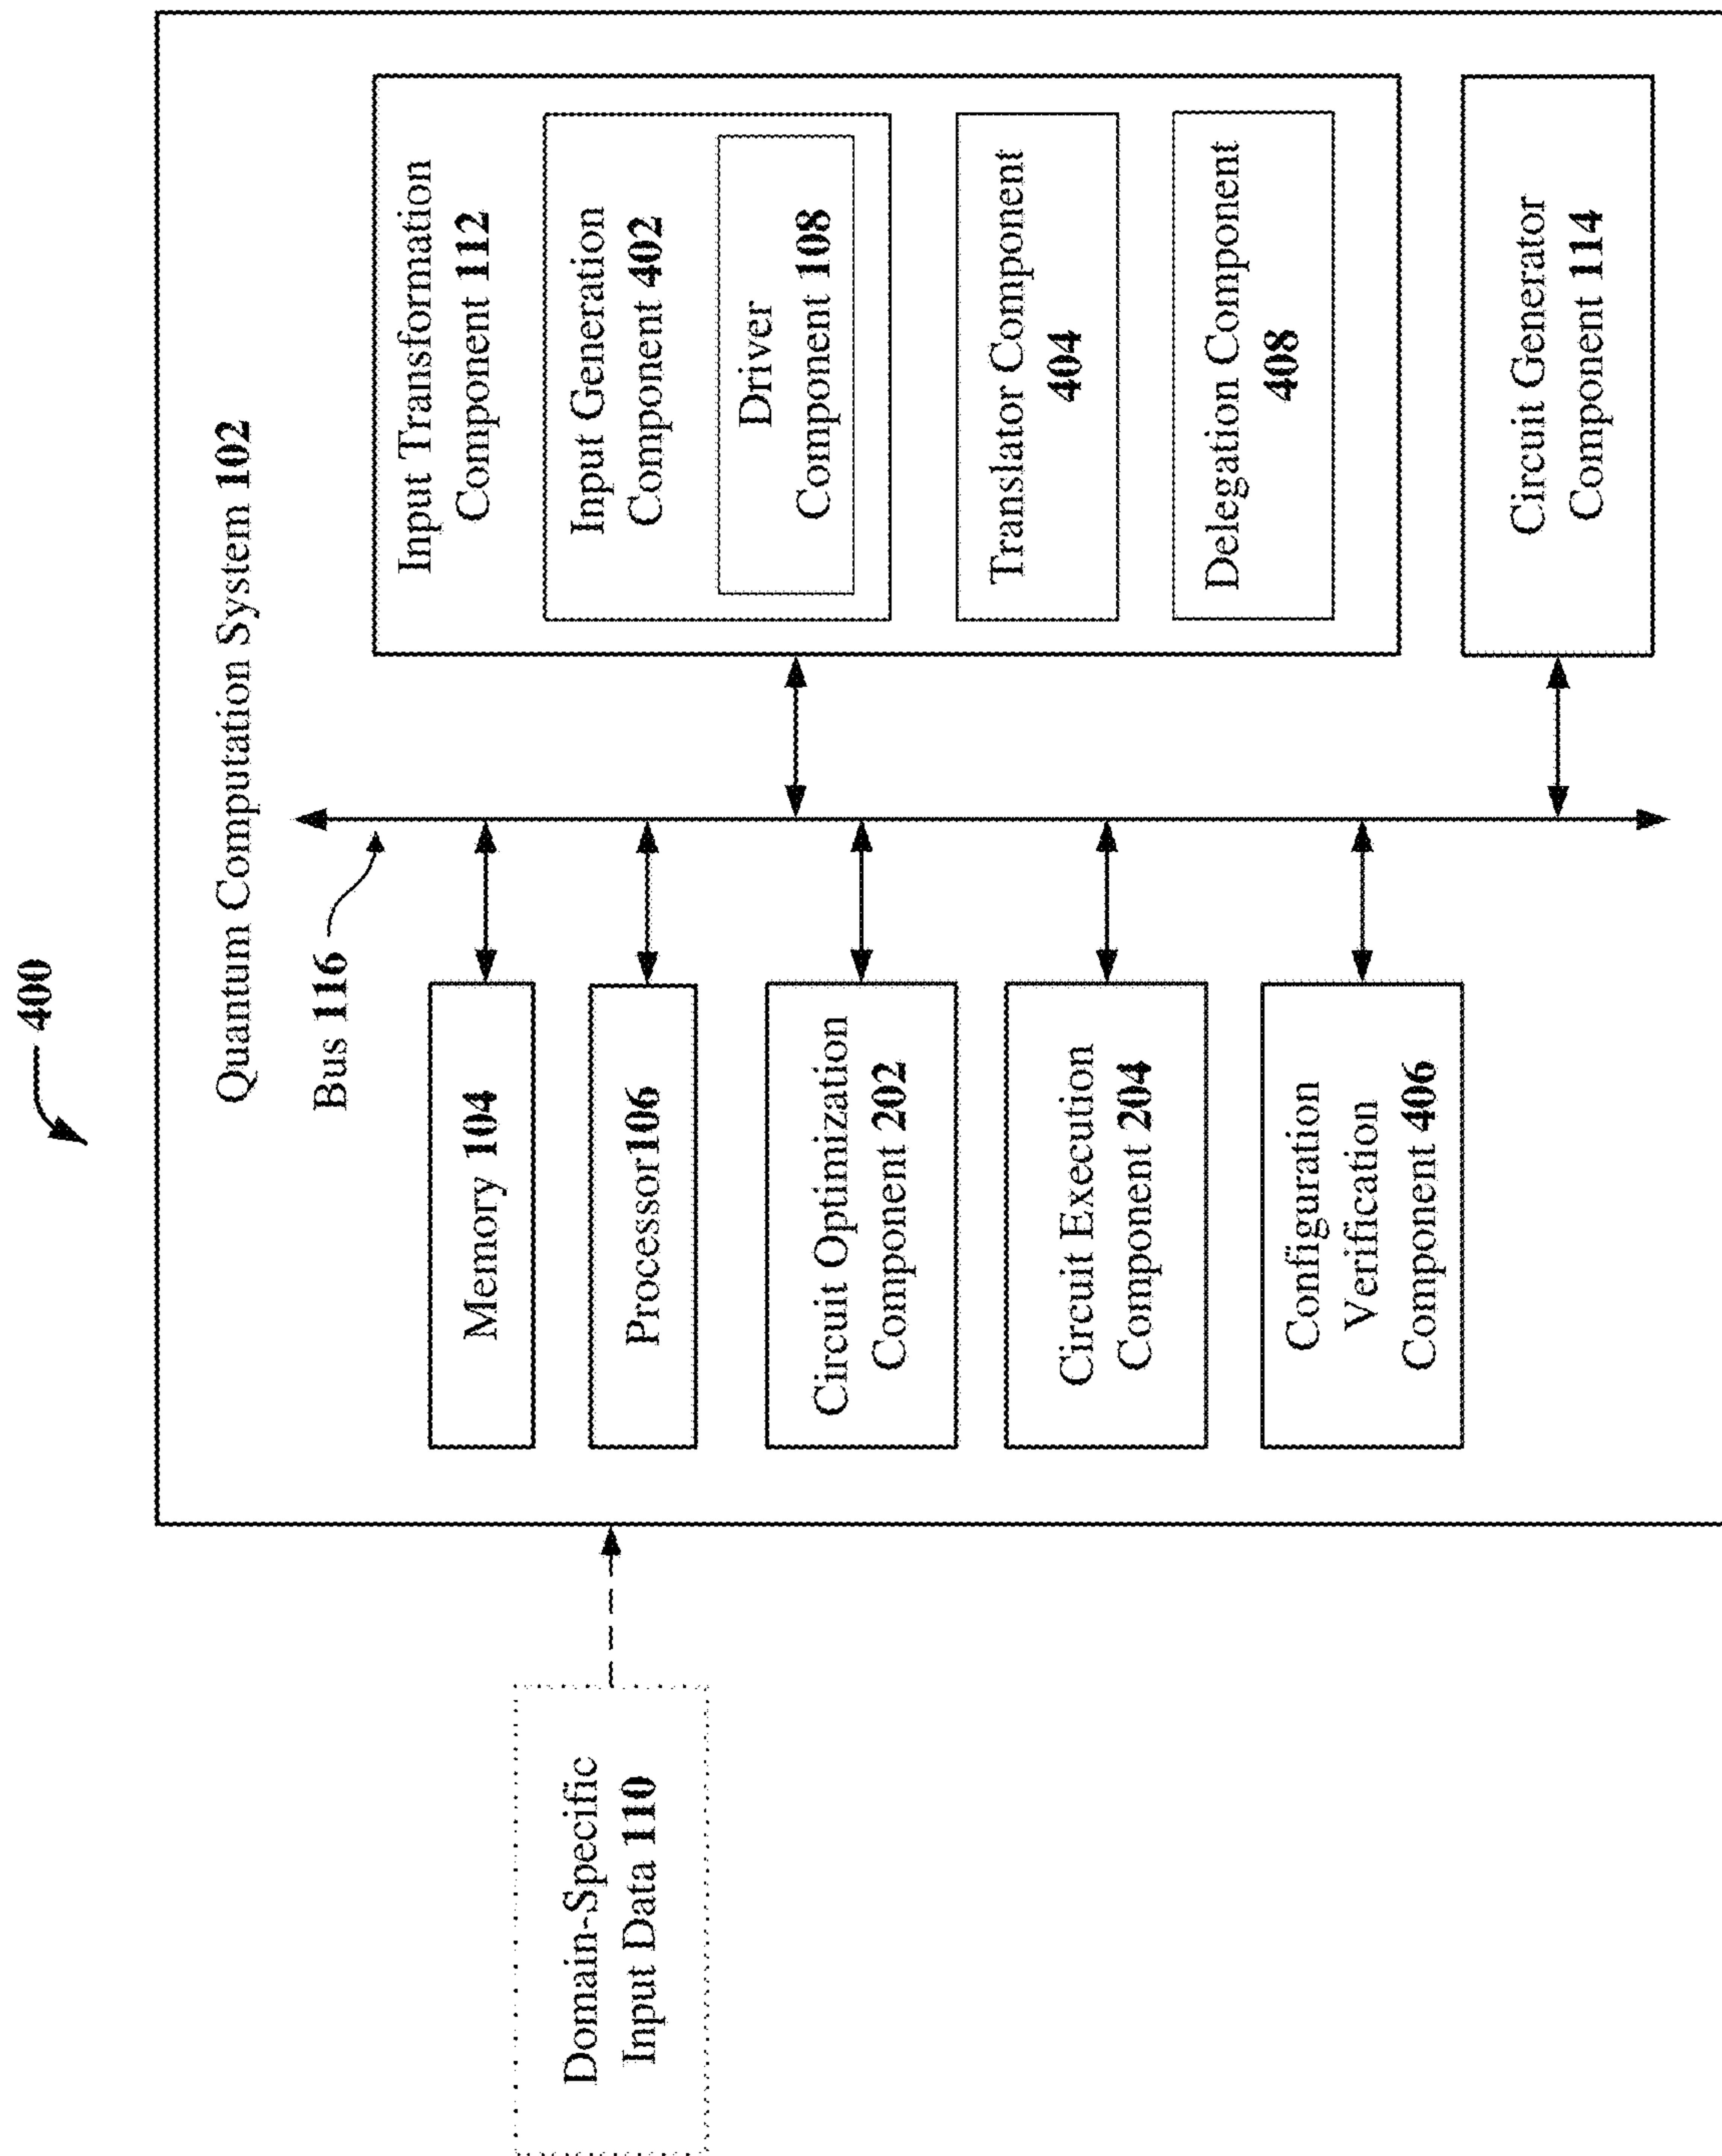 400
Quantum Computation System 102
Bus 116
Memory 104
Processor106
Circuit Optimization
Component 202
Circuit Execution
Component 204
Configuration
Verification
Component 406
Input Transformation
Component 112
Input Generation
Component 402
Driver
Component 108
Translator Component
404
Delegation Component
408
Circuit Generator
Component 114
Domain-Specific
Input Data 110